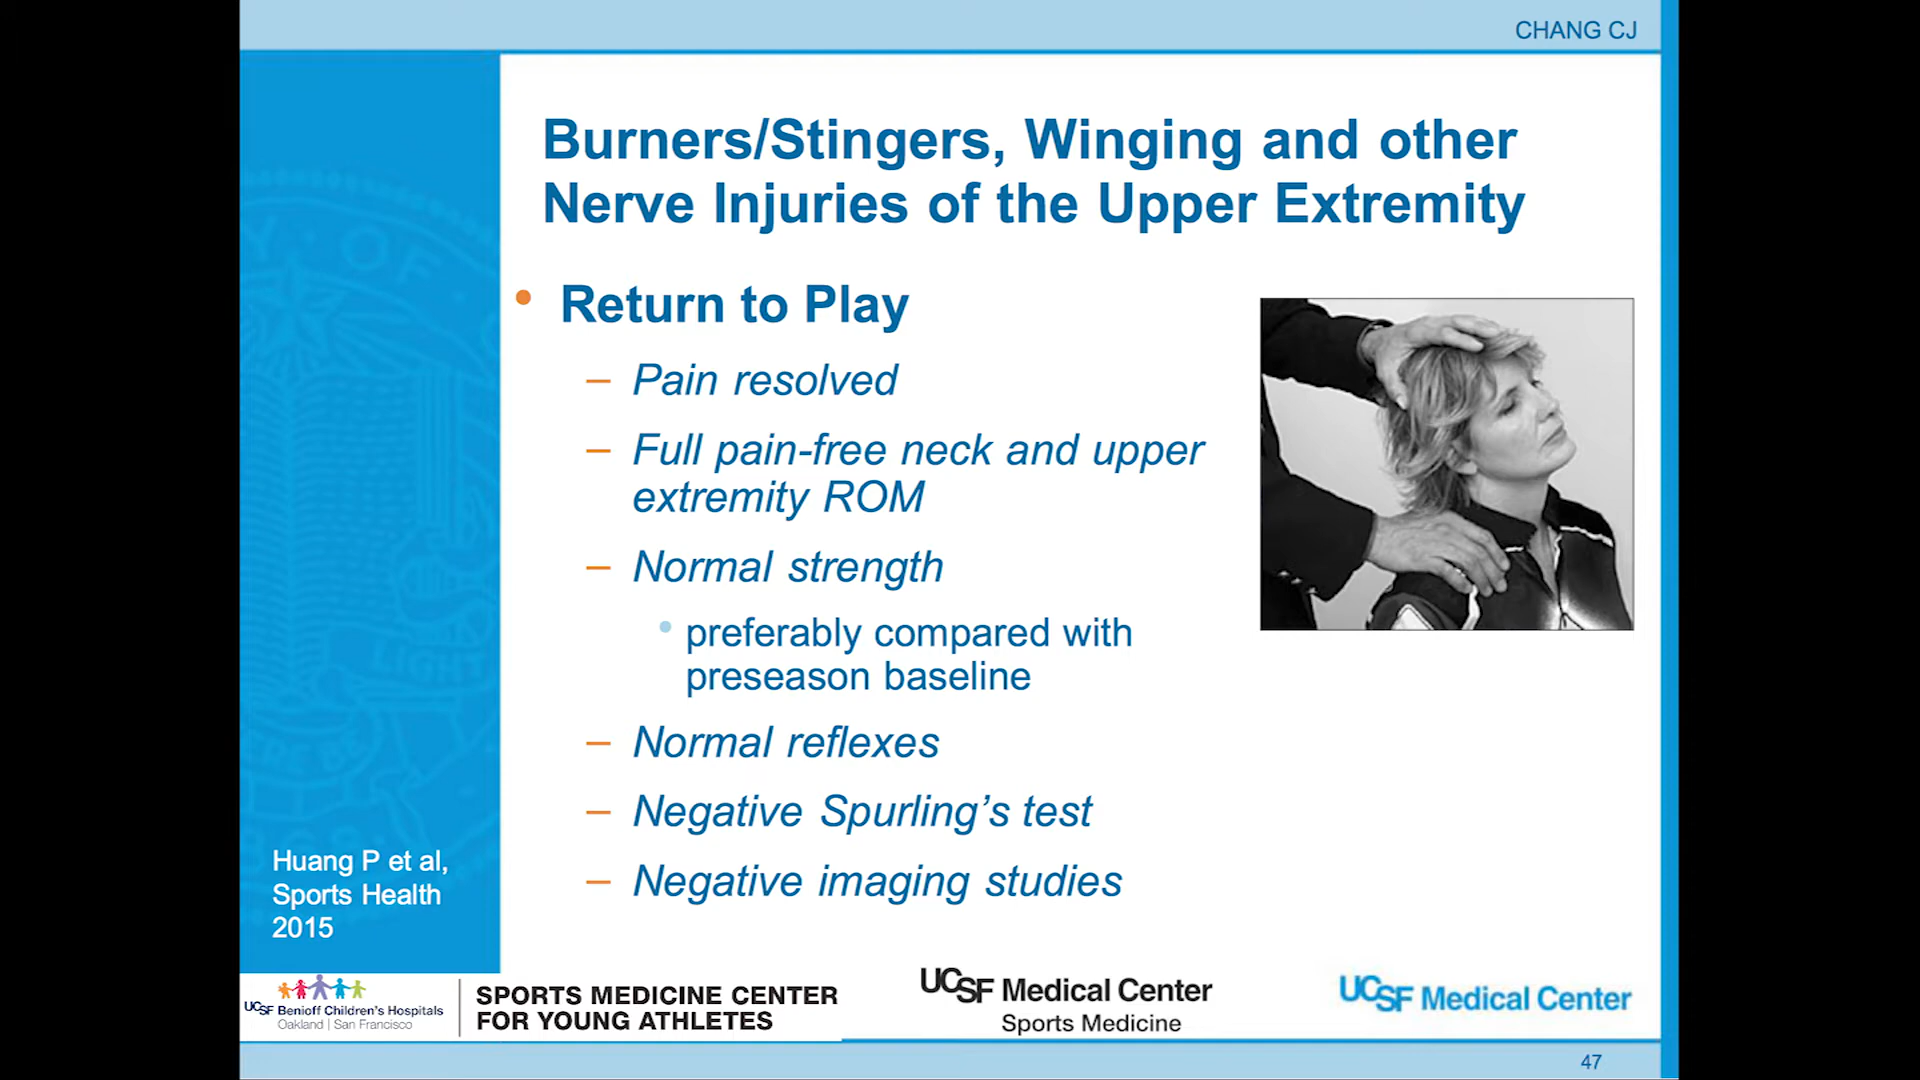 CHANG CJ
Burners/Stingers, Winging and other
Nerve Injuries of the Upper Extremity
• Return to Play
– Pain resolved
– Full pain-free neck and upper
extremity ROM
– Normal strength
• preferably compared with
preseason baseline
– Normal reflexes
– Negative Spurling’s test
– Negative imaging studies
Huang P et al,
Sports Health
2015
UCSF Benioff Children's Hospitals
Oakland | San Francisco
SPORTS MEDICINE CENTER
FOR YOUNG ATHLETES
UCSF Medical Center
Sports Medicine
UCSF Medical Center
47